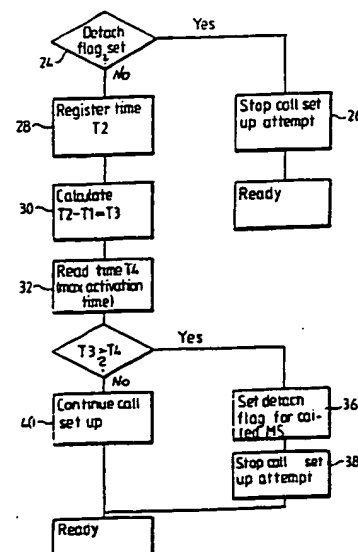 Detach
flag set
?
24
Yes
No
Register time
T2
28
Stop call set
up attempt
26
Ready
Calculate
T2-T1=T3
30
Read time T4
(max activation
time)
32
T3>T4
?
Yes
No
Continue call
set up
40
Set detach
flag for called MS
36
Stop call set
up attempt
38
Ready